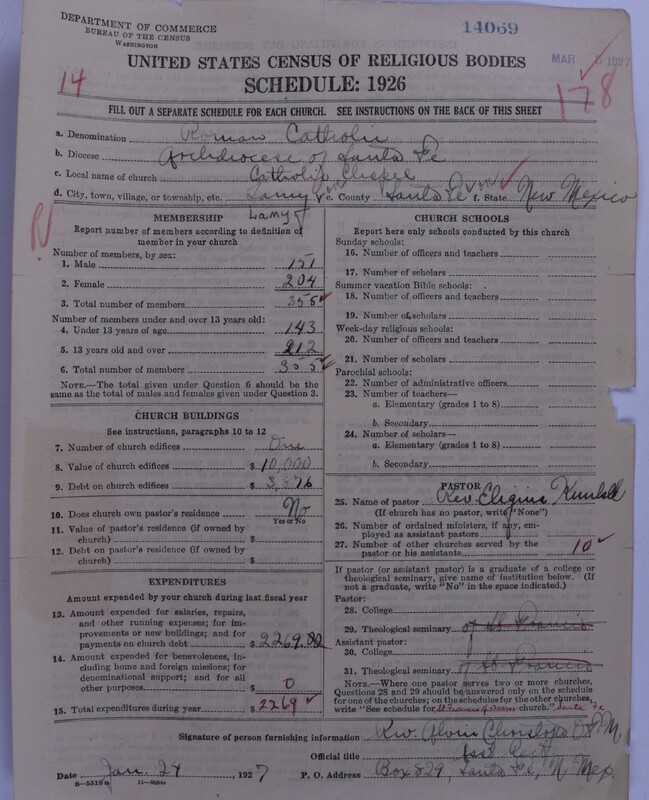 DEPARTMENT OF COMMERCE
BUREAU OF THE CENSUS
WASHINGTON
14069
MAR 1927
UNITED STATES CENSUS OF RELIGIOUS BODIES
SCHEDULE: 1926
14
178
FILL OUT A SEPARATE SCHEDULE FOR EACH CHURCH. SEE INSTRUCTIONS ON THE BACK OF THIS SHEET
a. Denomination Roman Catholic
b. Diocese Archdiocese of Santa Fe
c. Local name of church Catholic Chapel
d. City, town, village, or township, etc. Lamy e. County Santa Fe f. State New Mexico
Lamy
MEMBERSHIP
Report number of members according to definition of
member in your church
Number of members, by sex:
1. Male 151
2. Female 204
3. Total number of members 355
Number of members under and over 13 years old:
4. Under 13 years of age 143
5. 13 years old and over 212
6. Total number of members 355
NOTE.—The total given under Question 6 should be
same as the total of males and females given under Question 3.
CHURCH BUILDINGS
See instructions, paragraphs 10 to 12
7. Number of church edifices One
8. Value of church edifices $ 10,000
9. Debt on church edifices $ 3,876
10. Does church own pastor's residence No
Yes or No
11. Value of pastor's residence (if owned by
church) $
12. Debt on pastor's residence (if owned by
church) $
EXPENDITURES
Amount expended by your church during last fiscal year
13. Amount expended for salaries, repairs,
and other running expenses; for im-
provements or new buildings; and for
payments on church debt $ 2269.82
14. Amount expended for benevolences, in-
cluding home and foreign missions; for
denominational support; and for all
other purposes $ 0
15. Total expenditures during year $ 2269
CHURCH SCHOOLS
Report here only schools conducted by this church
Sunday schools:
16. Number of officers and teachers
17. Number of scholars
Summer vacation Bible schools:
18. Number of officers and teachers
19. Number of scholars
Week-day religious schools:
20. Number of officers and teachers
21. Number of scholars
Parochial schools:
22. Number of administrative officers
23. Number of teachers—
a. Elementary (grades 1 to 8)
b. Secondary
24. Number of scholars—
a. Elementary (grades 1 to 8)
b. Secondary
PASTOR
25. Name of pastor Rev.
(If church has no pastor, write "None")
26. Number of ordained ministers, if any, em-
ployed as assistant pastors
27. Number of other churches served by the
pastor or his assistants 10
If pastor (or assistant pastor) is a graduate of a college or
theological seminary, give name of institution below. (If
not a graduate, write "No" in the space indicated.)
Pastor:
28. College
29. Theological seminary of St Francis
Assistant pastor:
30. College
31. Theological seminary of St Francis
NOTE.—Where one pastor serves two or more churches,
Questions 28 and 29 should be answered only on the schedule
for one of the churches; on the schedules for the other churches,
write "See schedule for St Francis of church." Santa Fe
Signature of person furnishing information Rev. O.F.M.
Official title
Date Jan. 24 1927 P. O. Address Box 829, Santa Fe, N. Mex.